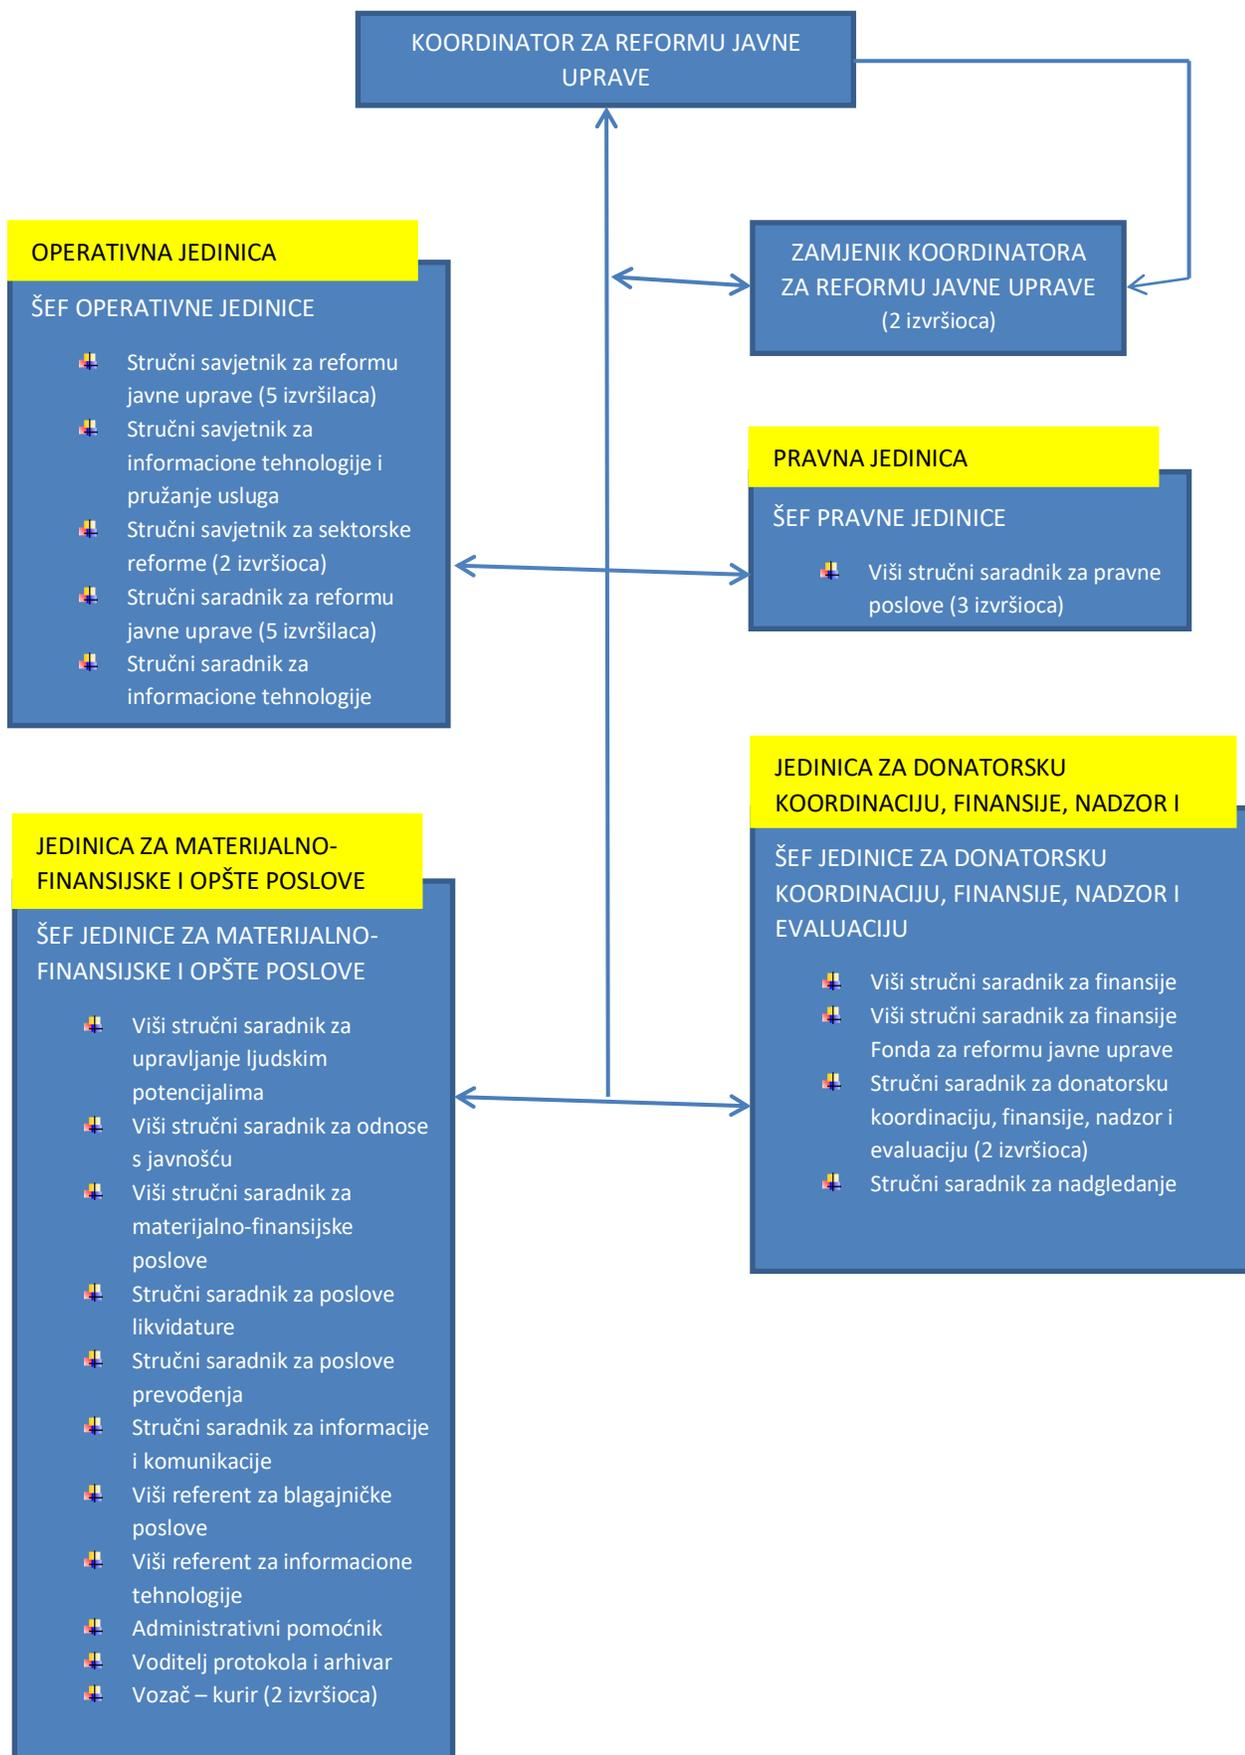 KOORDINATOR ZA REFORMU JAVNE
UPRAVE
OPERATIVNA JEDINICA
ŠEF OPERATIVNE JEDINICE
Stručni savjetnik za reformu
javne uprave (5 izvršilaca)
Stručni savjetnik za
informacione tehnologije i
pružanje usluga
Stručni savjetnik za sektorske
reforme (2 izvršioca)
Stručni saradnik za reformu
javne uprave (5 izvršilaca)
Stručni saradnik za
informacione tehnologije
ZAMJENIK KOORDINATORA
ZA REFORMU JAVNE UPRAVE
(2 izvršioca)
PRAVNA JEDINICA
ŠEF PRAVNE JEDINICE
Viši stručni saradnik za pravne
poslove (3 izvršioca)
JEDINICA ZA MATERIJALNO-
FINANSIJSKE I OPŠTE POSLOVE
ŠEF JEDINICE ZA MATERIJALNO-
FINANSIJSKE I OPŠTE POSLOVE
Viši stručni saradnik za
upravljanje ljudskim
potencijalima
Viši stručni saradnik za odnose
s javnošću
Viši stručni saradnik za
materijalno-finansijske
poslove
Stručni saradnik za poslove
likvidature
Stručni saradnik za poslove
prevođenja
Stručni saradnik za informacije
i komunikacije
Viši referent za blagajničke
poslove
Viši referent za informacione
tehnologije
Administrativni pomoćnik
Voditelj protokola i arhivar
Vozač – kurir (2 izvršioca)
JEDINICA ZA DONATORSKU
KOORDINACIJU, FINANSIJE, NADZOR I
ŠEF JEDINICE ZA DONATORSKU
KOORDINACIJU, FINANSIJE, NADZOR I
EVALUACIJU
Viši stručni saradnik za finansije
Viši stručni saradnik za finansije
Fonda za reformu javne uprave
Stručni saradnik za donatorsku
koordinaciju, finansije, nadzor i
evaluaciju (2 izvršioca)
Stručni saradnik za nadgledanje